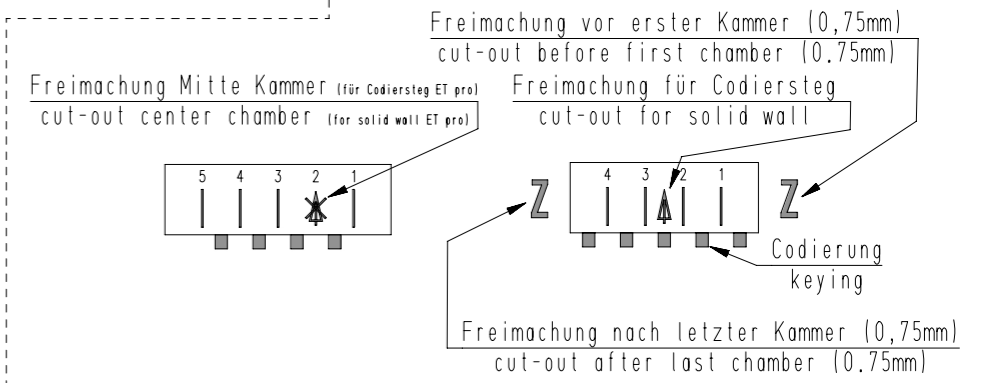 Freimachung vor erster Kammer (0,75mm)
cut-out before first chamber (0.75mm)
Freimachung Mitte Kammer (für Codiersteg ET pro)
cut-out center chamber (for solid wall ET pro)
Freimachung für Codiersteg
cut-out for solid wall
5 4 3 2 1
Z 4 3 2 1 Z
Codierung
keying
Freimachung nach letzter Kammer (0,75mm)
cut-out after last chamber (0.75mm)